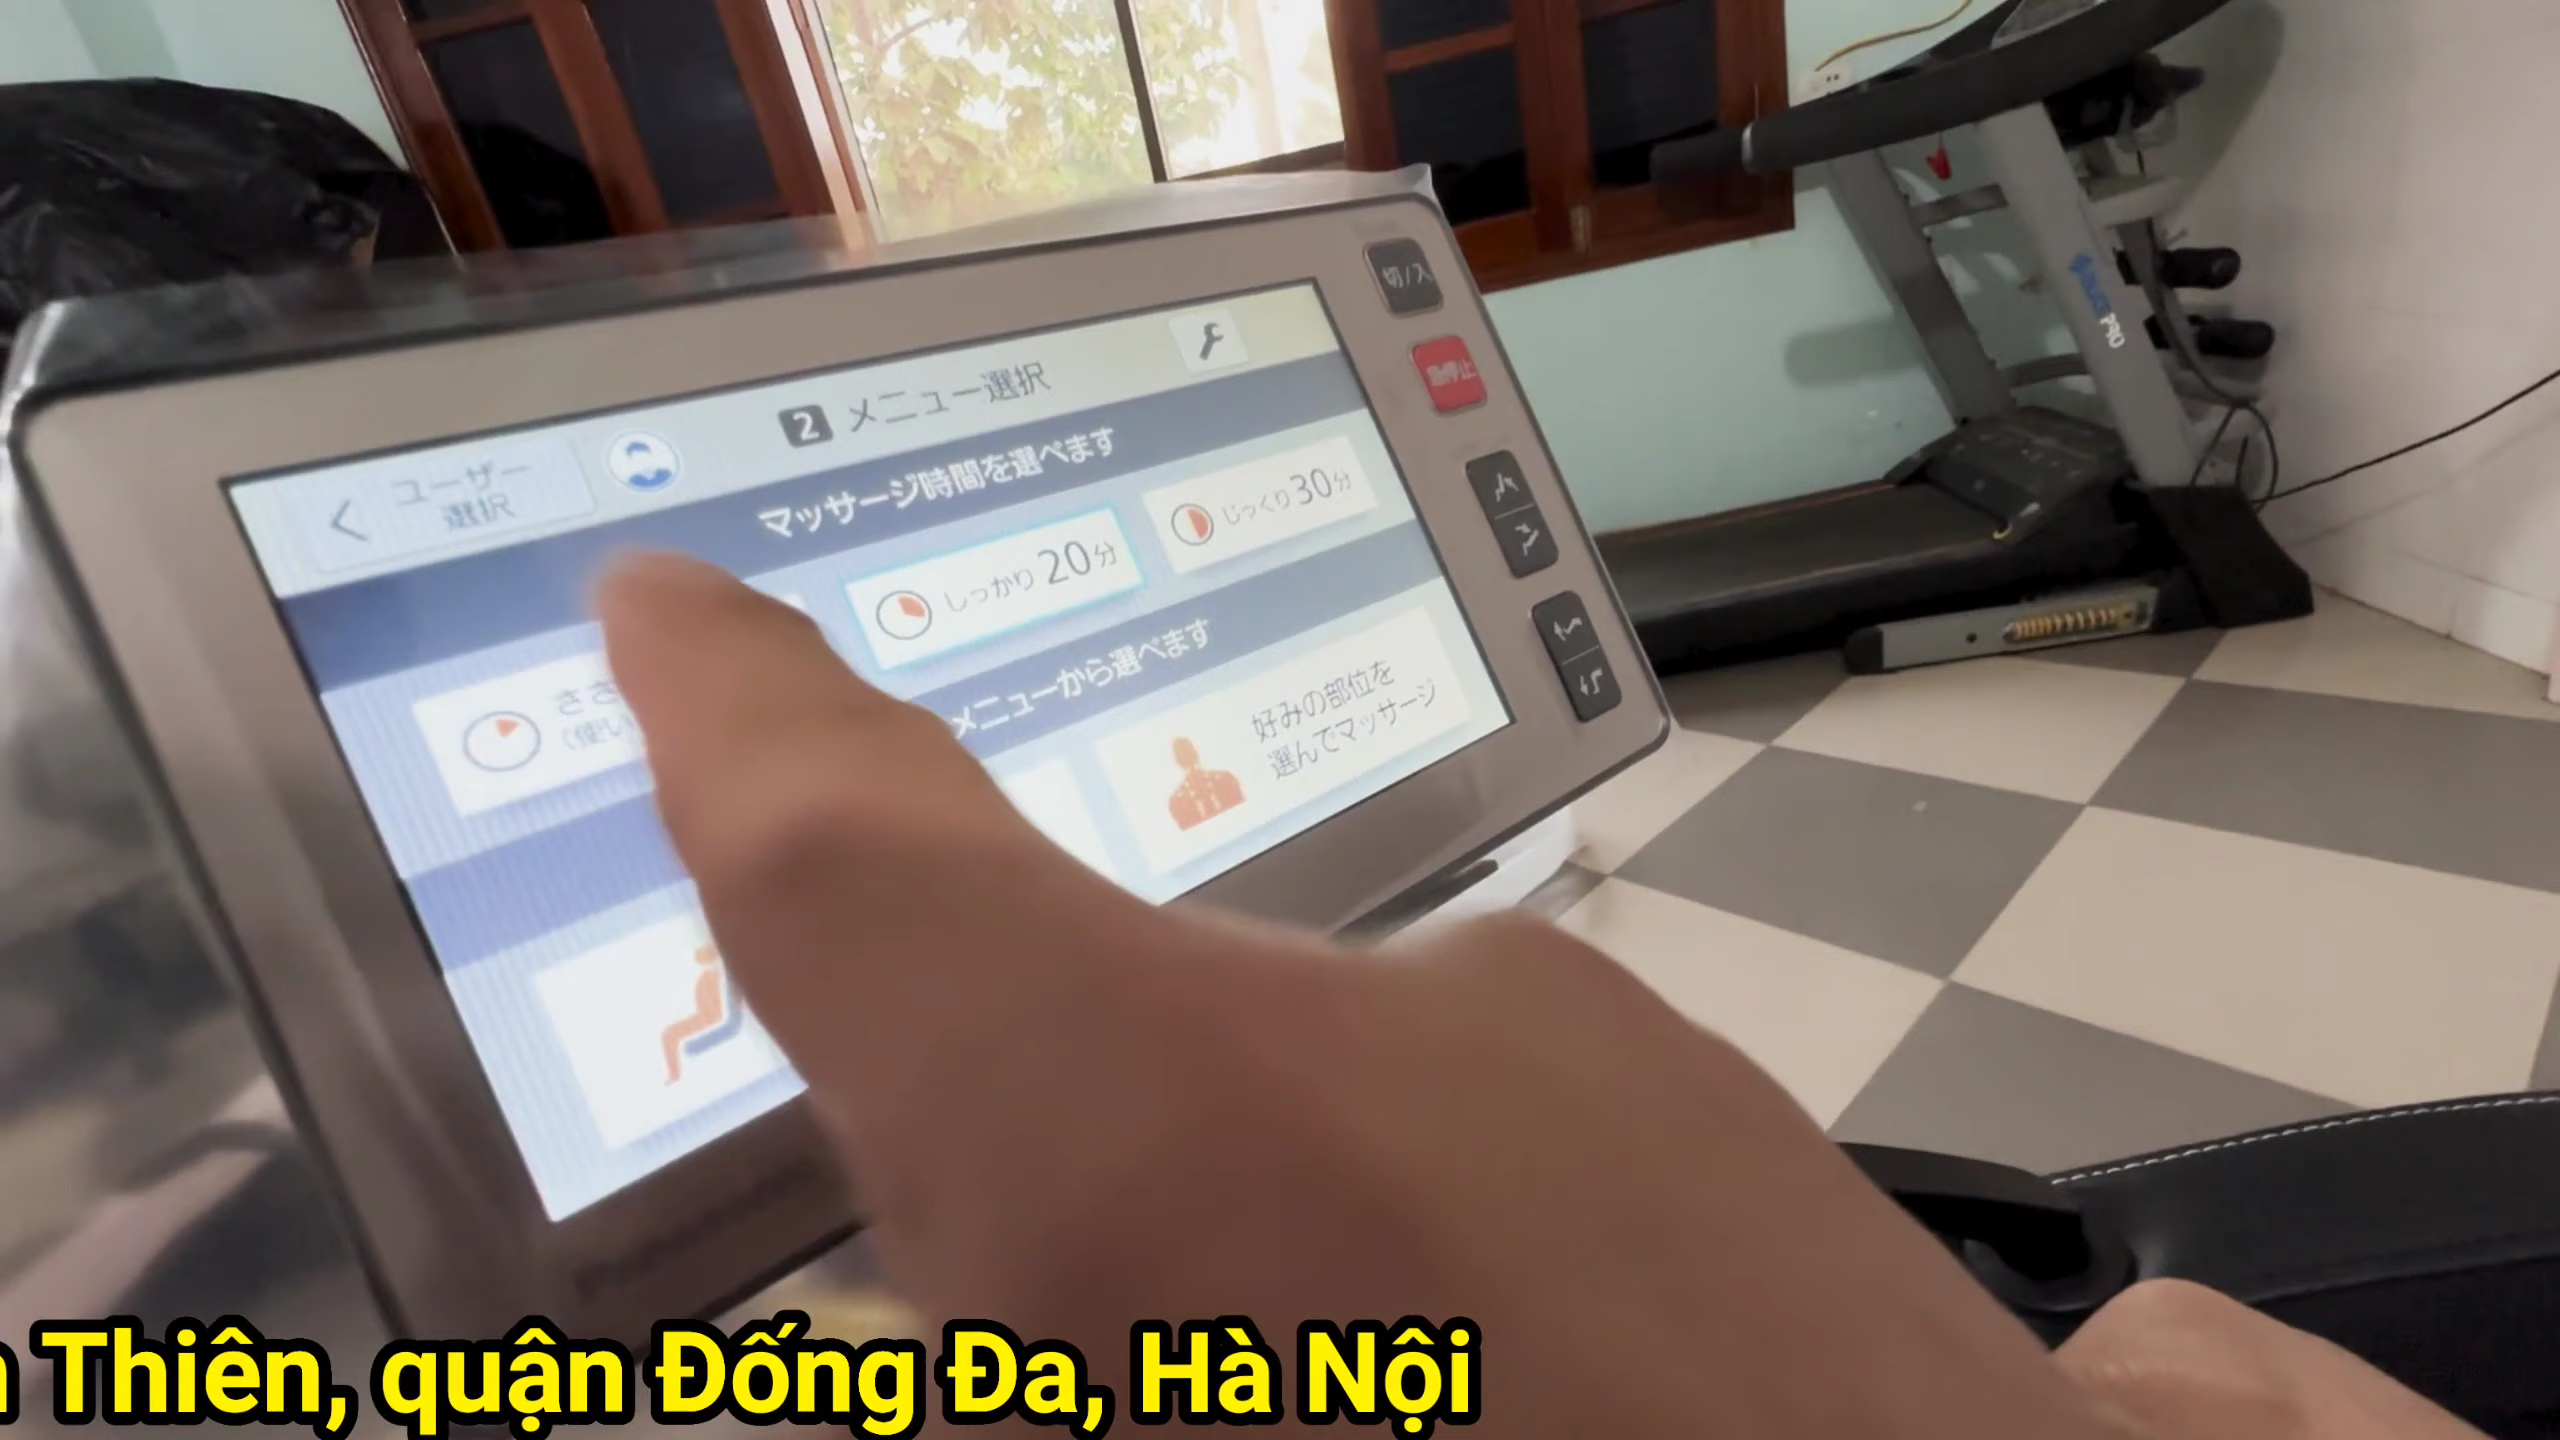 切/入
2 メニュー選択
急停止
ユーザー
選択
マッサージ時間を選べます
しっかり 20分
じっくり 30分
メニューから選べます
好みの部位を
選んでマッサージ
Thiên, quận Đống Đa, Hà Nội